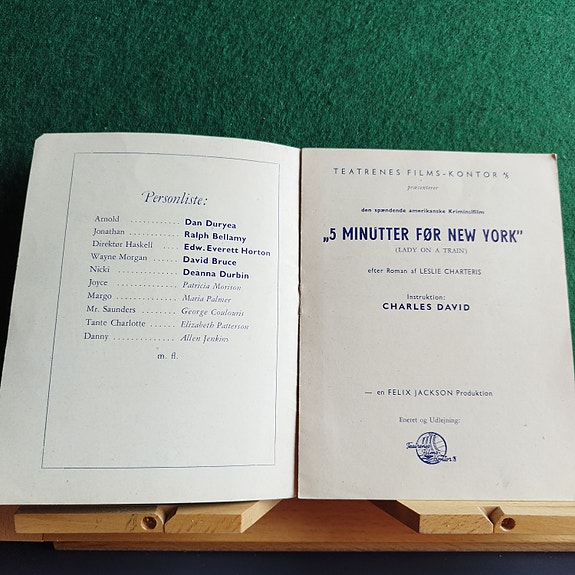 Personliste:
Arnold ............ Dan Duryea
Jonathan ............ Ralph Bellamy
Direktør Haskell .... Edw. Everett Horton
Wayne Morgan ...... David Bruce
Nicki ............ Deanna Durbin
Joyce ............ Patricia Morison
Margo ............ Maria Palmer
Mr. Saunders ........ George Coulouris
Tante Charlotte ...... Elizabeth Patterson
Danny .............. Allen Jenkins
m. fl.
TEATRENES FILMS-KONTOR A/S
præsenterer
den spændende amerikanske Kriminalfilm
„5 MINUTTER FØR NEW YORK"
(LADY ON A TRAIN)
efter Roman af LESLIE CHARTERIS
Instruktion:
CHARLES DAVID
— en FELIX JACKSON Produktion
Eneret og Udlejning:
Teatrenes
Films-
Kontor A/S